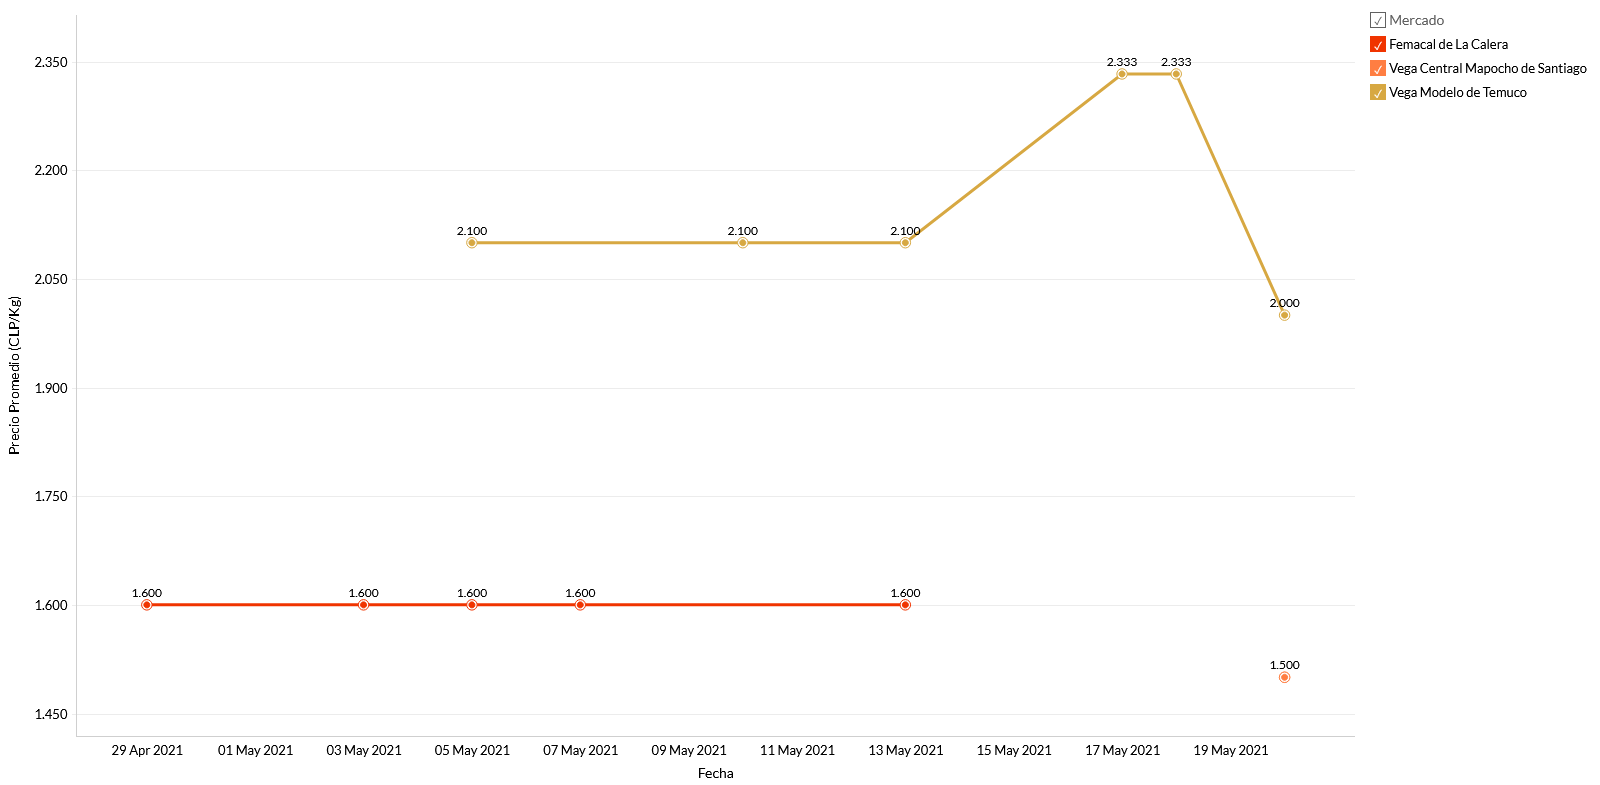 Mercado
Femacal de La Calera
Vega Central Mapocho de Santiago
Vega Modelo de Temuco
Precio Promedio (CLP/Kg)
2.350
2.200
2.050
1.900
1.750
1.600
1.450
2.333 2.333
2.100 2.100 2.100
2.000
1.600 1.600 1.600 1.600 1.600
1.500
29 Apr 2021 01 May 2021 03 May 2021 05 May 2021 07 May 2021 09 May 2021 11 May 2021 13 May 2021 15 May 2021 17 May 2021 19 May 2021
Fecha